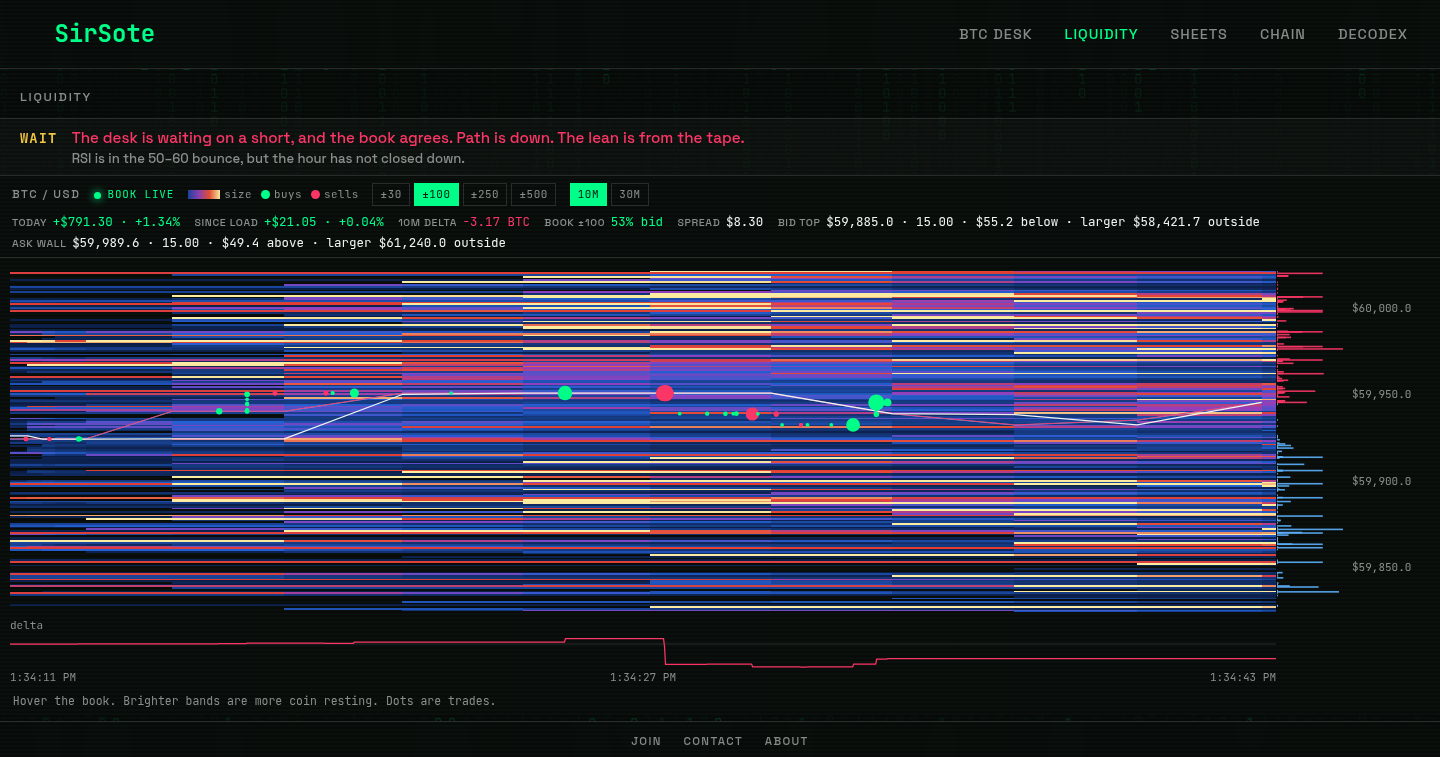 SirSote
BTC DESK LIQUIDITY SHEETS CHAIN DECODEX
LIQUIDITY
WAIT The desk is waiting on a short, and the book agrees. Path is down. The lean is from the tape.
RSI is in the 50–60 bounce, but the hour has not closed down.
BTC / USD BOOK LIVE size buys sells ±30 ±100 ±250 ±500 10M 30M
TODAY +$791.30 · +1.34% SINCE LOAD +$21.05 · +0.04% 10M DELTA -3.17 BTC BOOK ±100 53% bid SPREAD $8.30 BID TOP $59,885.0 · 15.00 · $55.2 below · larger $58,421.7 outside
ASK WALL $59,989.6 · 15.00 · $49.4 above · larger $61,240.0 outside
$60,000.0
$59,950.0
$59,900.0
$59,850.0
delta
1:34:11 PM 1:34:27 PM 1:34:43 PM
Hover the book. Brighter bands are more coin resting. Dots are trades.
JOIN CONTACT ABOUT